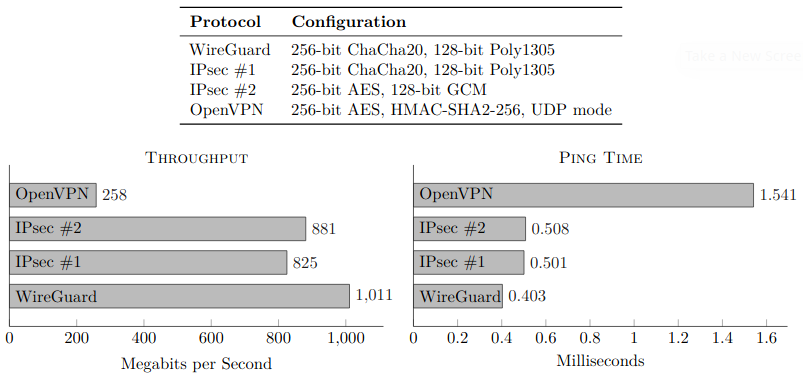 Protocol Configuration
WireGuard 256-bit ChaCha20, 128-bit Poly1305
IPsec #1 256-bit ChaCha20, 128-bit Poly1305
IPsec #2 256-bit AES, 128-bit GCM
OpenVPN 256-bit AES, HMAC-SHA2-256, UDP mode
Take a New Scree
THROUGHPUT
OpenVPN 258
IPsec #2 881
IPsec #1 825
WireGuard 1,011
0 200 400 600 800 1,000
Megabits per Second
PING TIME
OpenVPN 1.541
IPsec #2 0.508
IPsec #1 0.501
WireGuard 0.403
0 0.2 0.4 0.6 0.8 1 1.2 1.4 1.6
Milliseconds